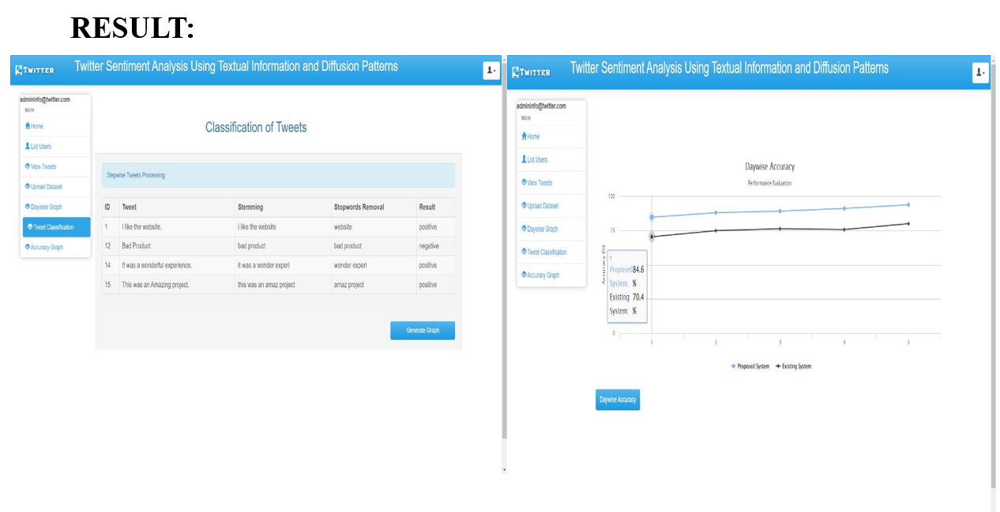 RESULT:
Twitter
Twitter Sentiment Analysis Using Textual Information and Diffusion Patterns
admininfo@twitter.com
MAIN
Home
List Users
View Tweets
Upload Dataset
Daywise Graph
Tweet Classification
Accuracy Graph
Classification of Tweets
Stepwise Tweets Processing:
ID Tweet Stemming Stopwords Removal Result
1 I like the website. i like the website website positive
12 Bad Product bad product bad product negative
14 It was a wonderful experience. it was a wonder experi wonder experi positive
15 This was an Amazing project. this was an amaz project amaz project positive
Generate Graph
Twitter
Twitter Sentiment Analysis Using Textual Information and Diffusion Patterns
admininfo@twitter.com
MAIN
Home
List Users
View Tweets
Upload Dataset
Daywise Graph
Tweet Classification
Accuracy Graph
Daywise Accuracy
Performance Evaluation
100
75
0
Accuracy (%)
1
Proposed 84.6
System: %
Existing 70.4
System: %
1 2 3 4 5
Proposed System Existing System
Daywise Accuracy